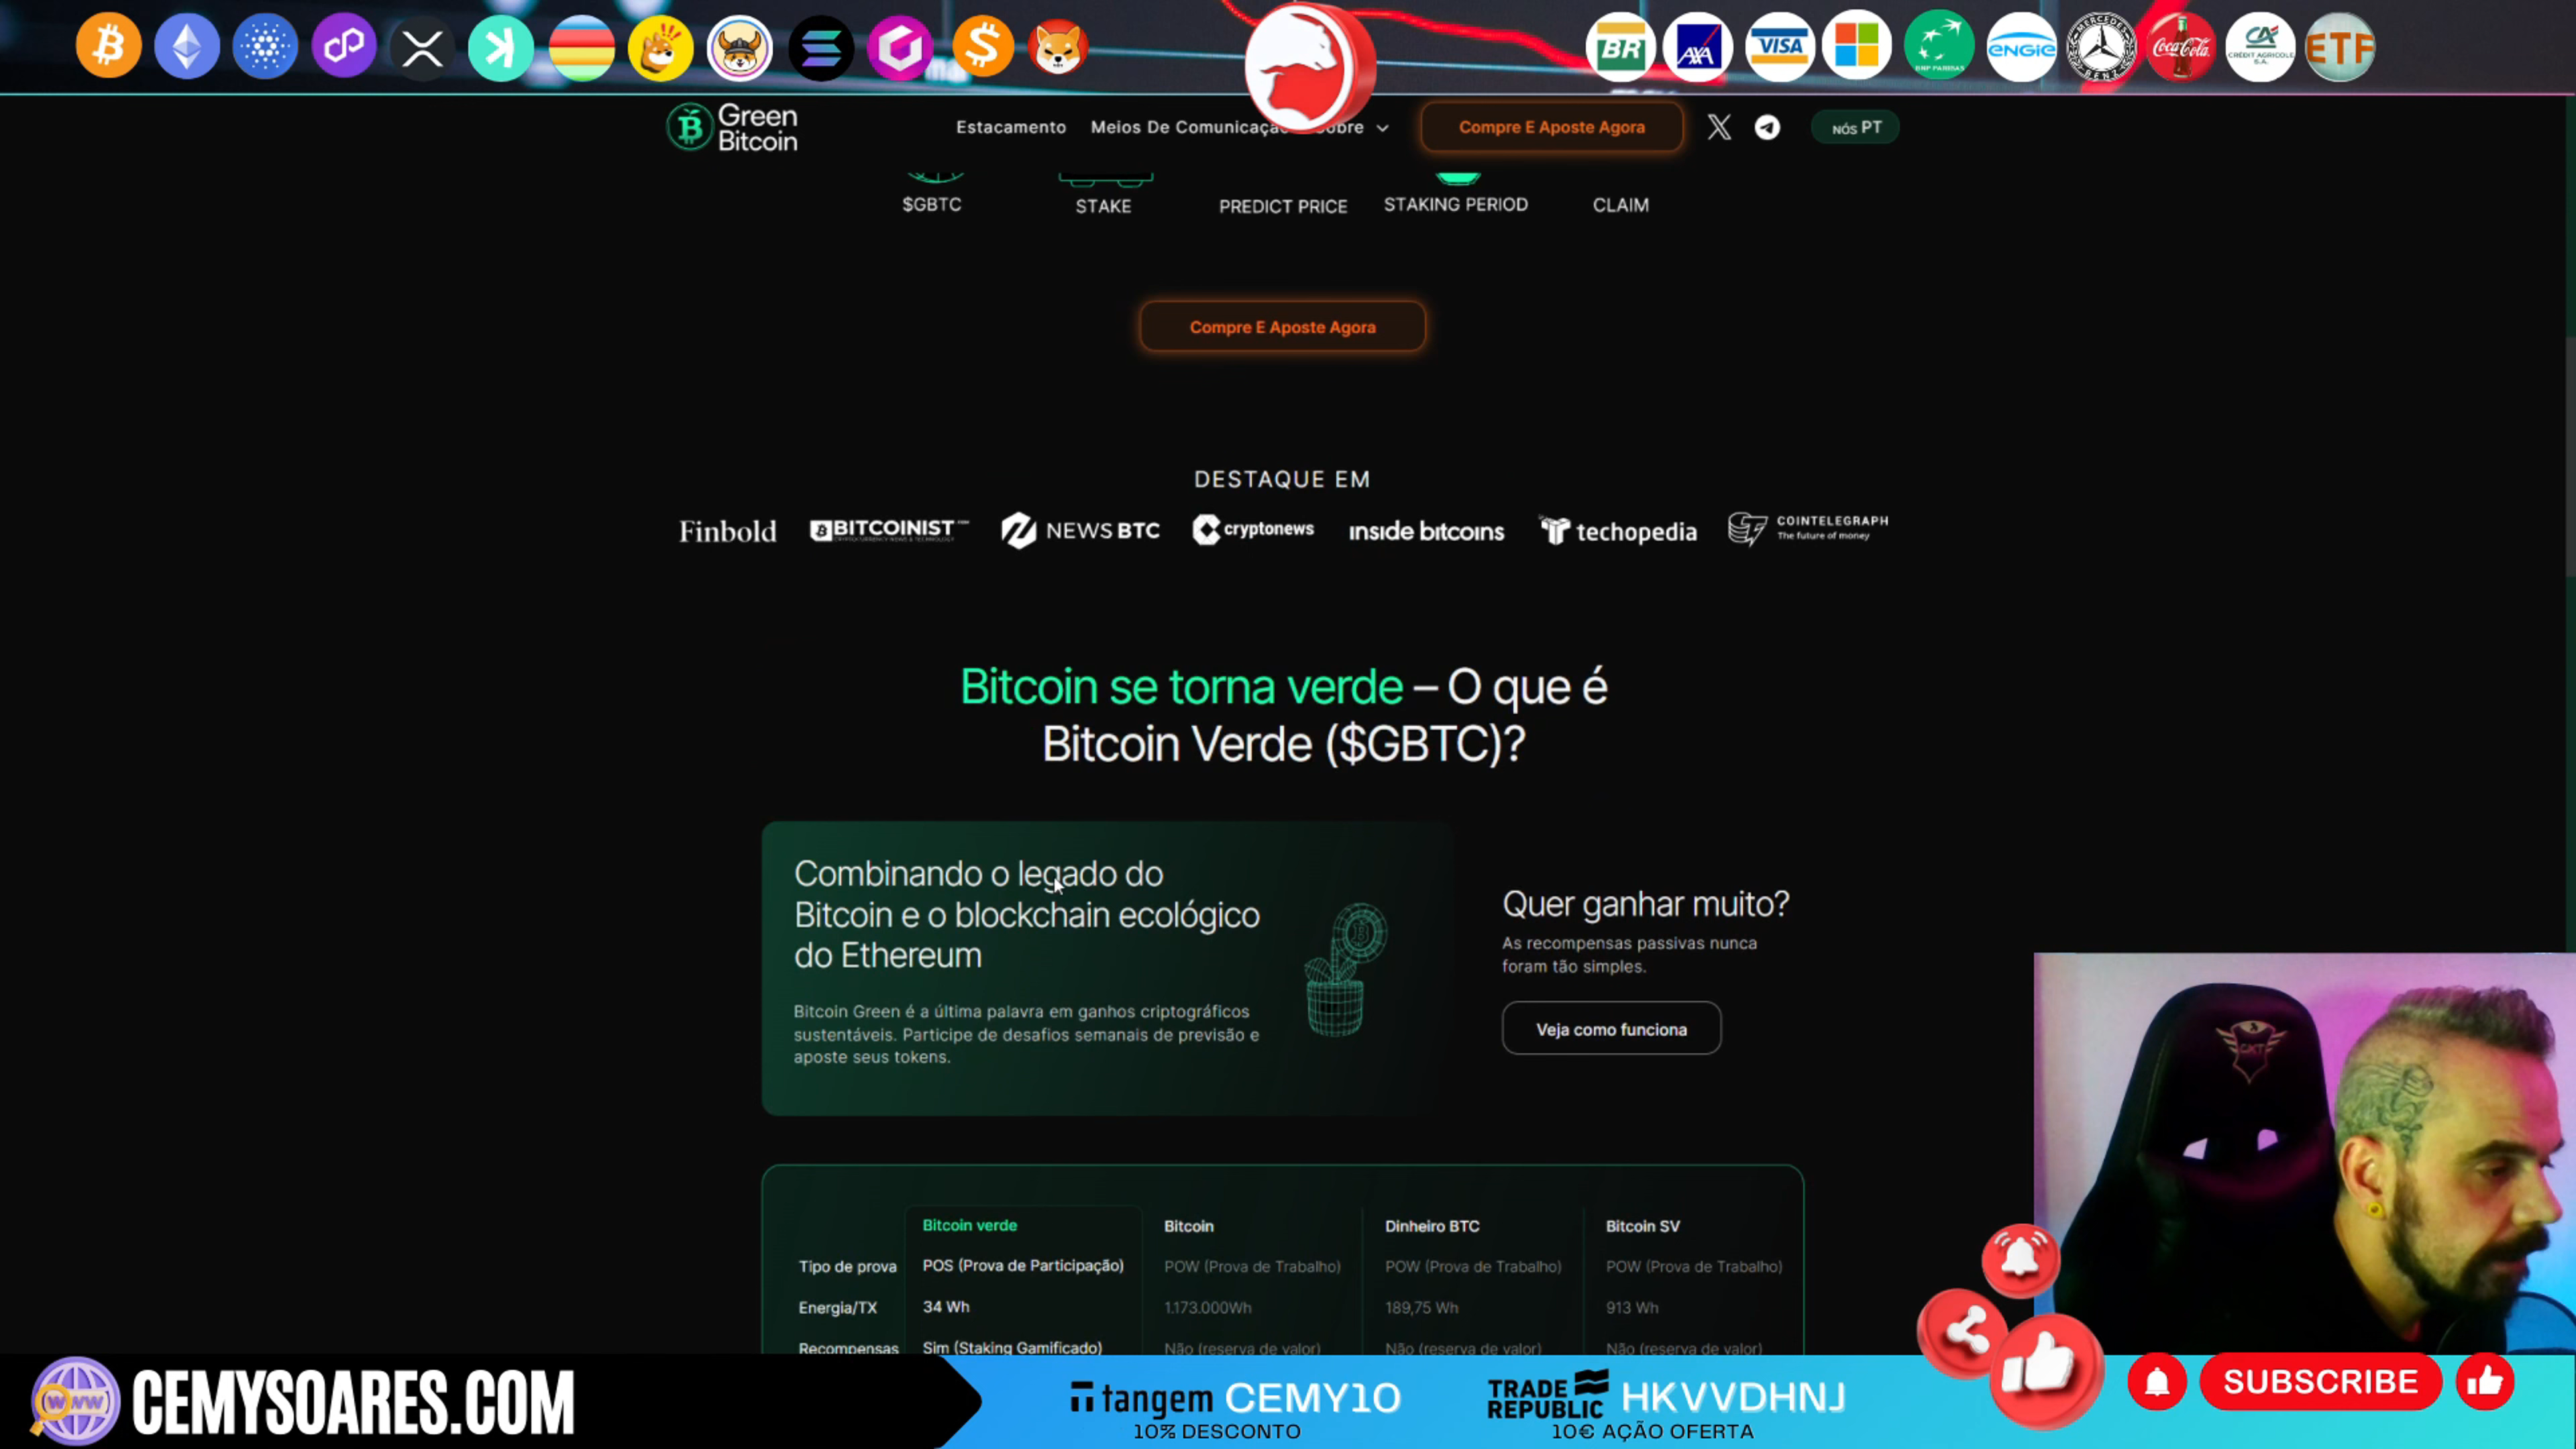 BR
AXA
VISA
BNP PARIBAS
ENGIE
MERCEDES
BENZ
Coca-Cola
CA
CRÉDIT AGRICOLE S.A.
ETF
Green
Bitcoin
Estacamento
Meios De Comunicação
Sobre
Compre E Aposte Agora
NÓS PT
$GBTC
STAKE
PREDICT PRICE
STAKING PERIOD
CLAIM
Compre E Aposte Agora
DESTAQUE EM
Finbold
BITCOINIST
NEWS BTC
cryptonews
inside bitcoins
techopedia
COINTELEGRAPH
The future of money
Bitcoin se torna verde – O que é
Bitcoin Verde ($GBTC)?
Combinando o legado do
Bitcoin e o blockchain ecológico
do Ethereum
Bitcoin Green é a última palavra em ganhos criptográficos
sustentáveis. Participe de desafios semanais de previsão e
aposte seus tokens.
Quer ganhar muito?
As recompensas passivas nunca
foram tão simples.
Veja como funciona
Bitcoin verde Bitcoin Dinheiro BTC Bitcoin SV
Tipo de prova POS (Prova de Participação) POW (Prova de Trabalho) POW (Prova de Trabalho) POW (Prova de Trabalho)
Energia/TX 34 Wh 1.173.000Wh 189,75 Wh 913 Wh
Recompensas Sim (Staking Gamificado) Não (reserva de valor) Não (reserva de valor) Não (reserva de valor)
GKT
www
CEMYSOARES.COM
tangem CEMY10
10% DESCONTO
TRADE
REPUBLIC
HKVVDHNJ
10€ AÇÃO OFERTA
SUBSCRIBE